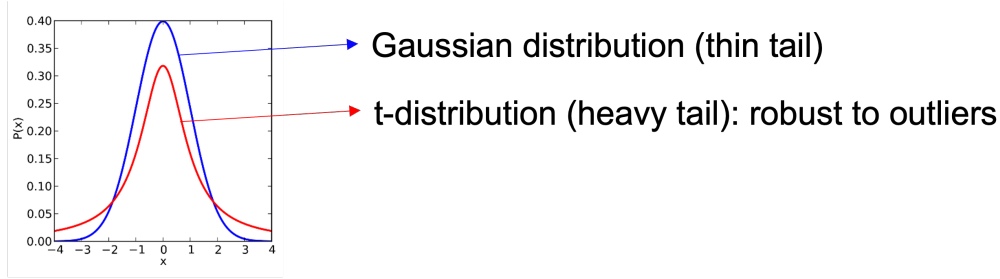 0.40
0.35
0.30
0.25
0.20
0.15
0.10
0.05
0.00
P(x)
−4 −3 −2 −1 0 1 2 3 4
x
Gaussian distribution (thin tail)
t-distribution (heavy tail): robust to outliers